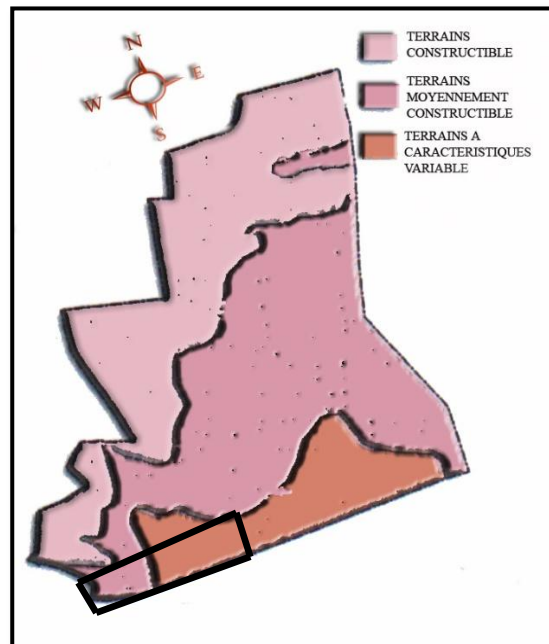 N
E
W
S
TERRAINS
CONSTRUCTIBLE
TERRAINS
MOYENNEMENT
CONSTRUCTIBLE
TERRAINS A
CARACTERISTIQUES
VARIABLE